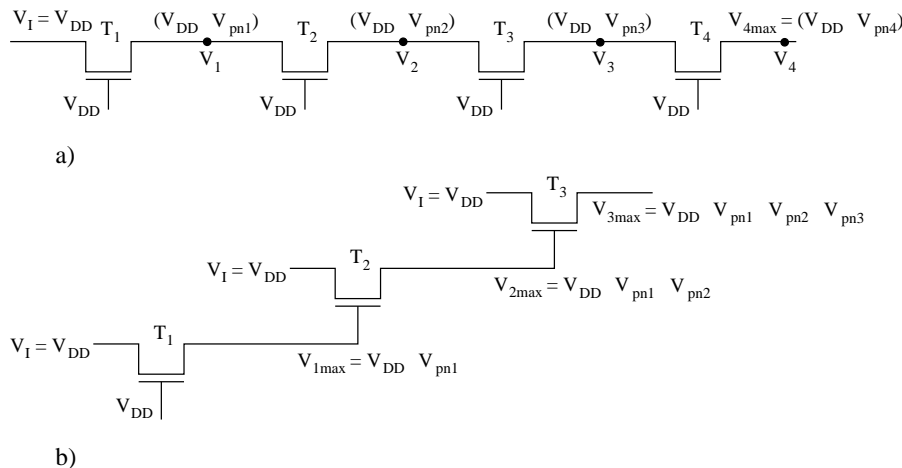 V_I = V_DD T_1 (V_DD V_pn1) T_2 (V_DD V_pn2) T_3 (V_DD V_pn3) T_4 V_4max = (V_DD V_pn4)
V_1 V_2 V_3 V_4
V_DD V_DD V_DD V_DD
a)
V_I = V_DD T_3
V_3max = V_DD V_pn1 V_pn2 V_pn3
V_I = V_DD T_2
V_2max = V_DD V_pn1 V_pn2
V_I = V_DD T_1
V_1max = V_DD V_pn1
V_DD
b)